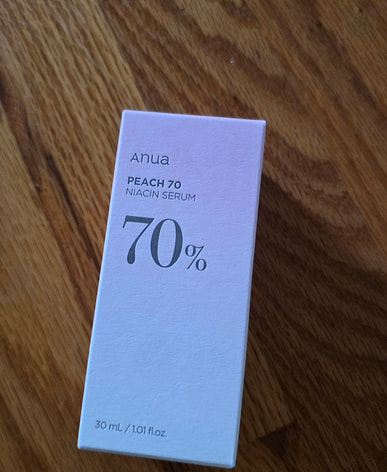 Anua
PEACH 70
NIACIN SERUM
70%
30 mL / 1.01 fl.oz.